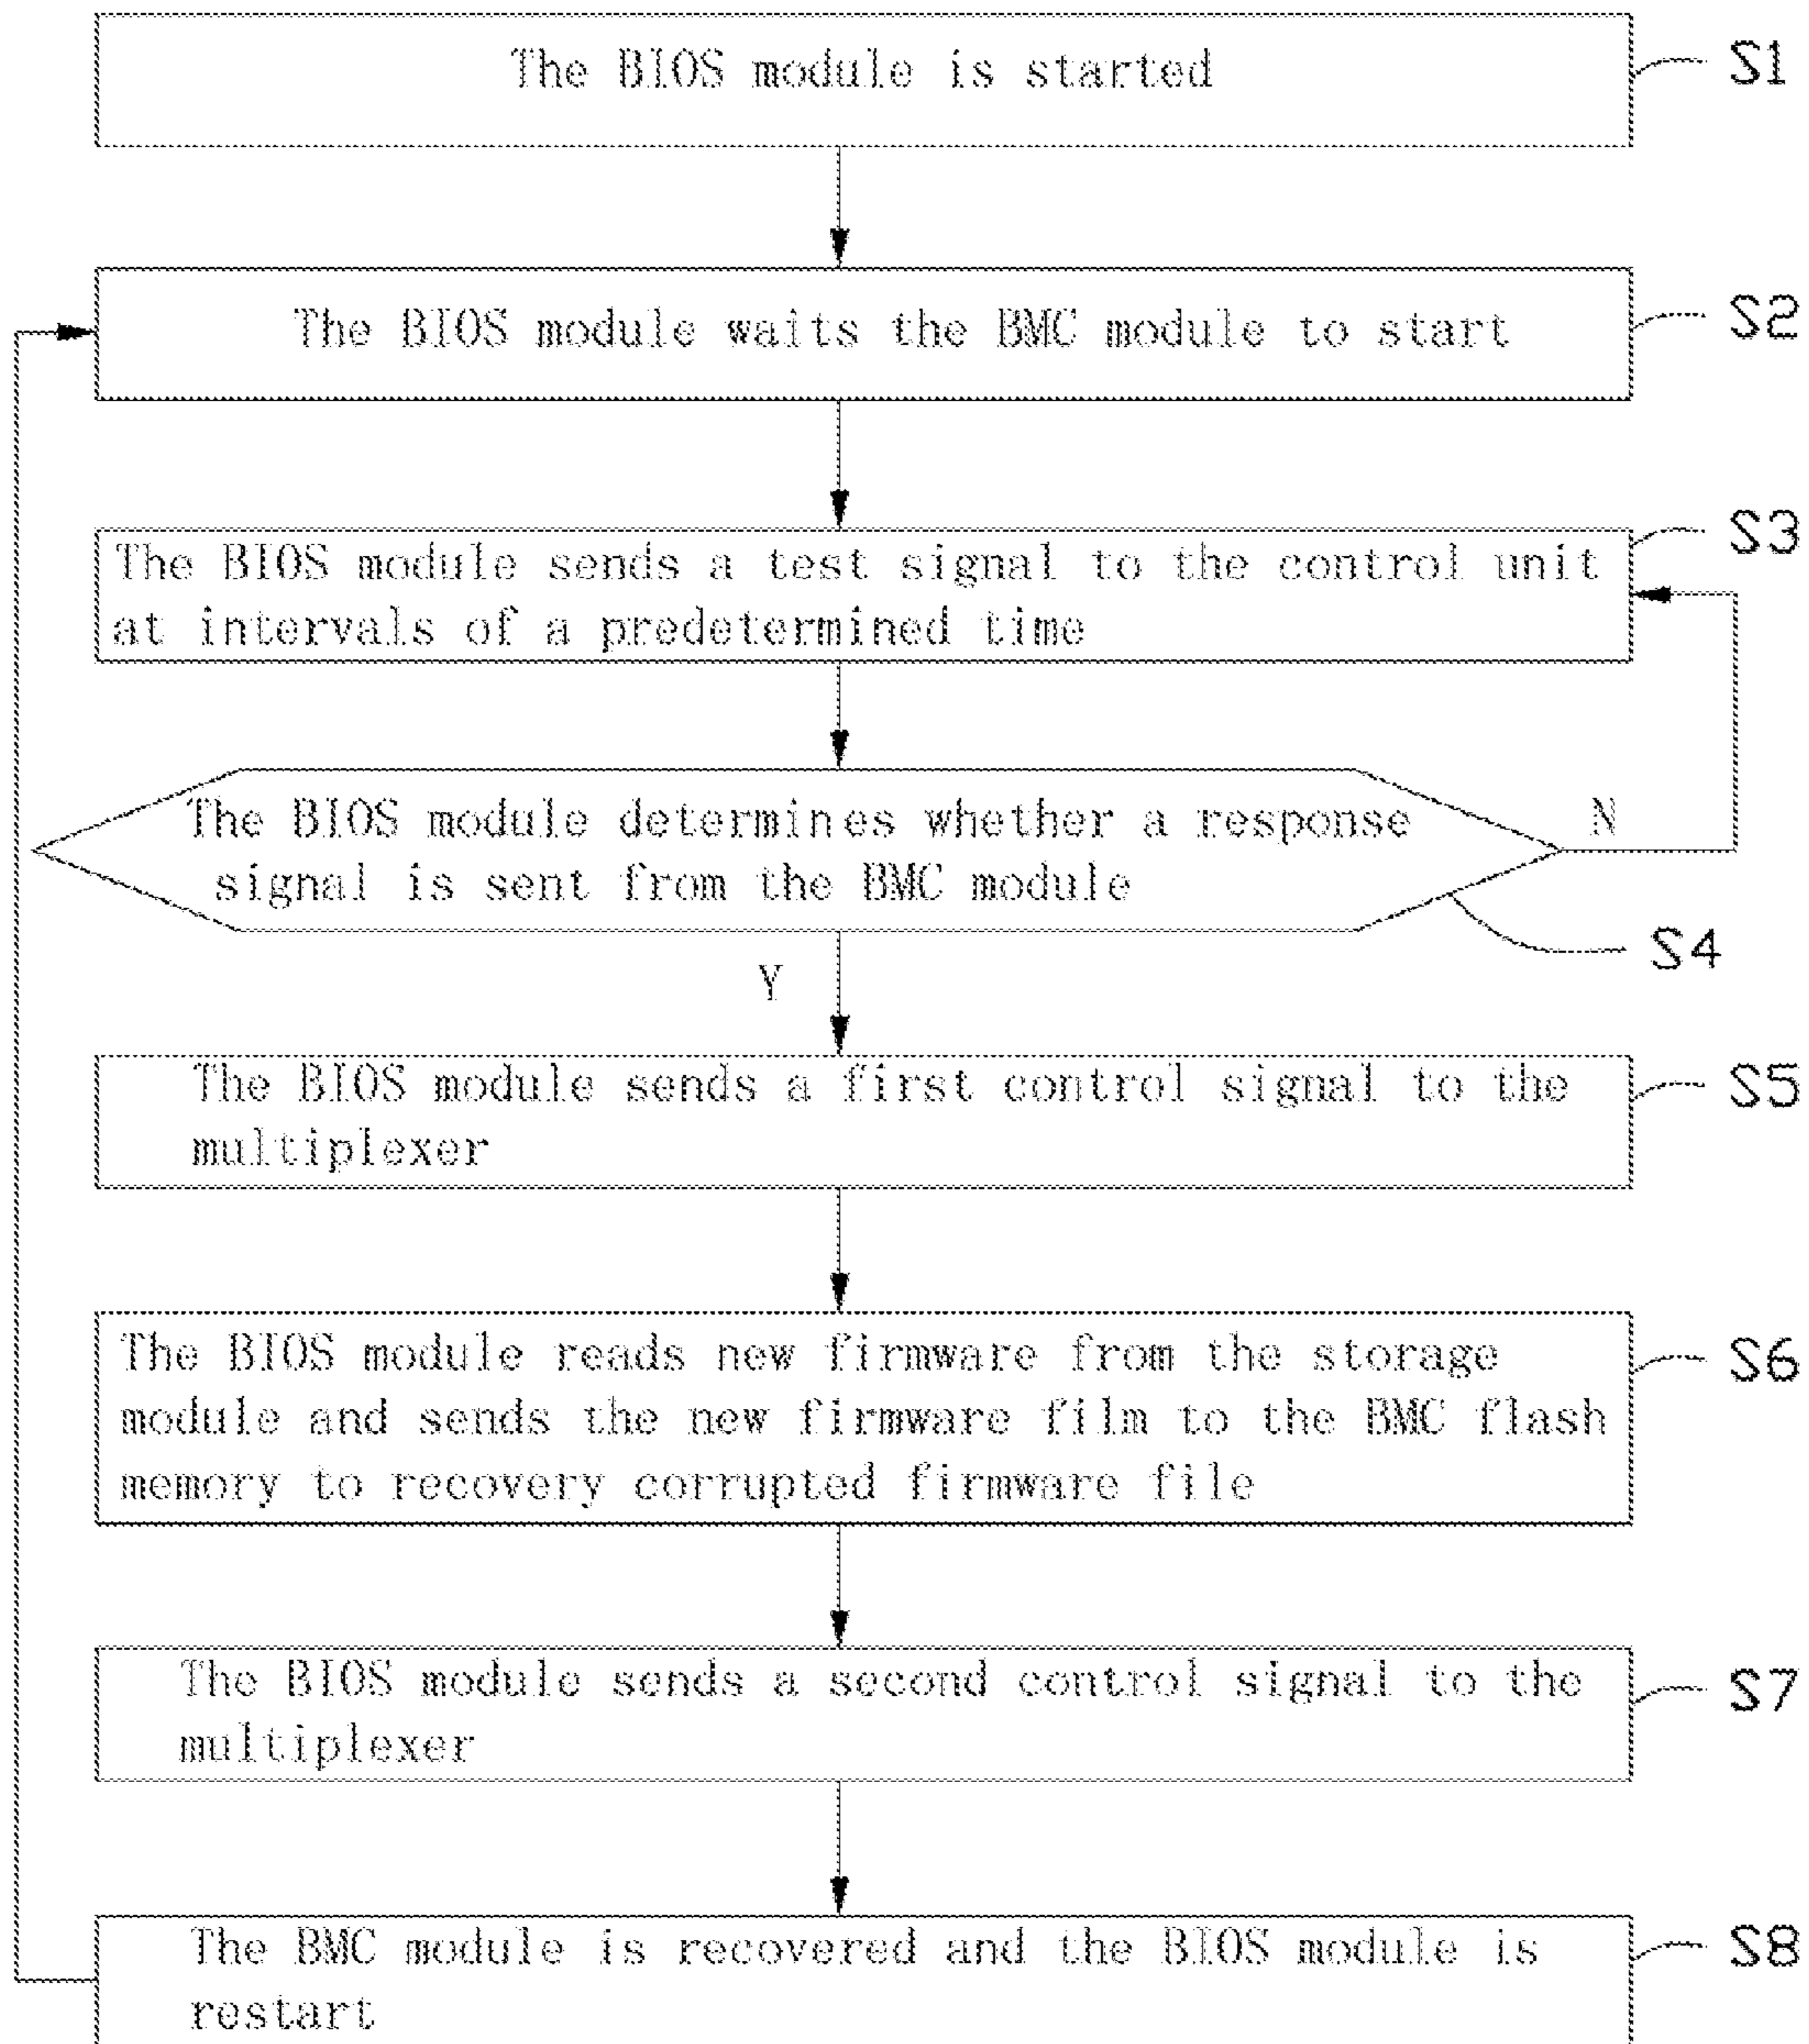 The BIOS module is started
S1
The BIOS module waits the BMC module to start
S2
The BIOS module sends a test signal to the control unit
at intervals of a predetermined time
S3
The BIOS module determines whether a response
signal is sent from the BMC module
N
S4
Y
The BIOS module sends a first control signal to the
multiplexer
S5
The BIOS module reads new firmware from the storage
module and sends the new firmware film to the BMC flash
memory to recovery corrupted firmware file
S6
The BIOS module sends a second control signal to the
multiplexer
S7
The BMC module is recovered and the BIOS module is
restart
S8